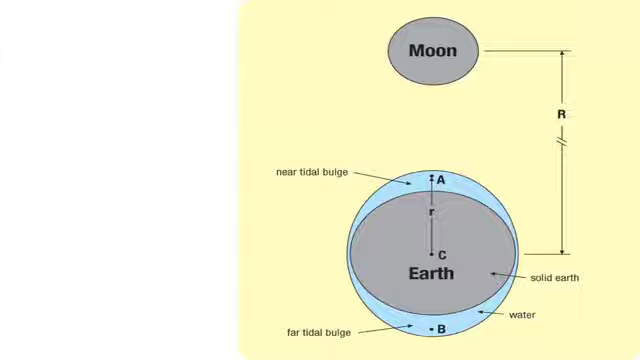 Moon
R
near tidal bulge
A
r
C
Earth
solid earth
water
far tidal bulge
B